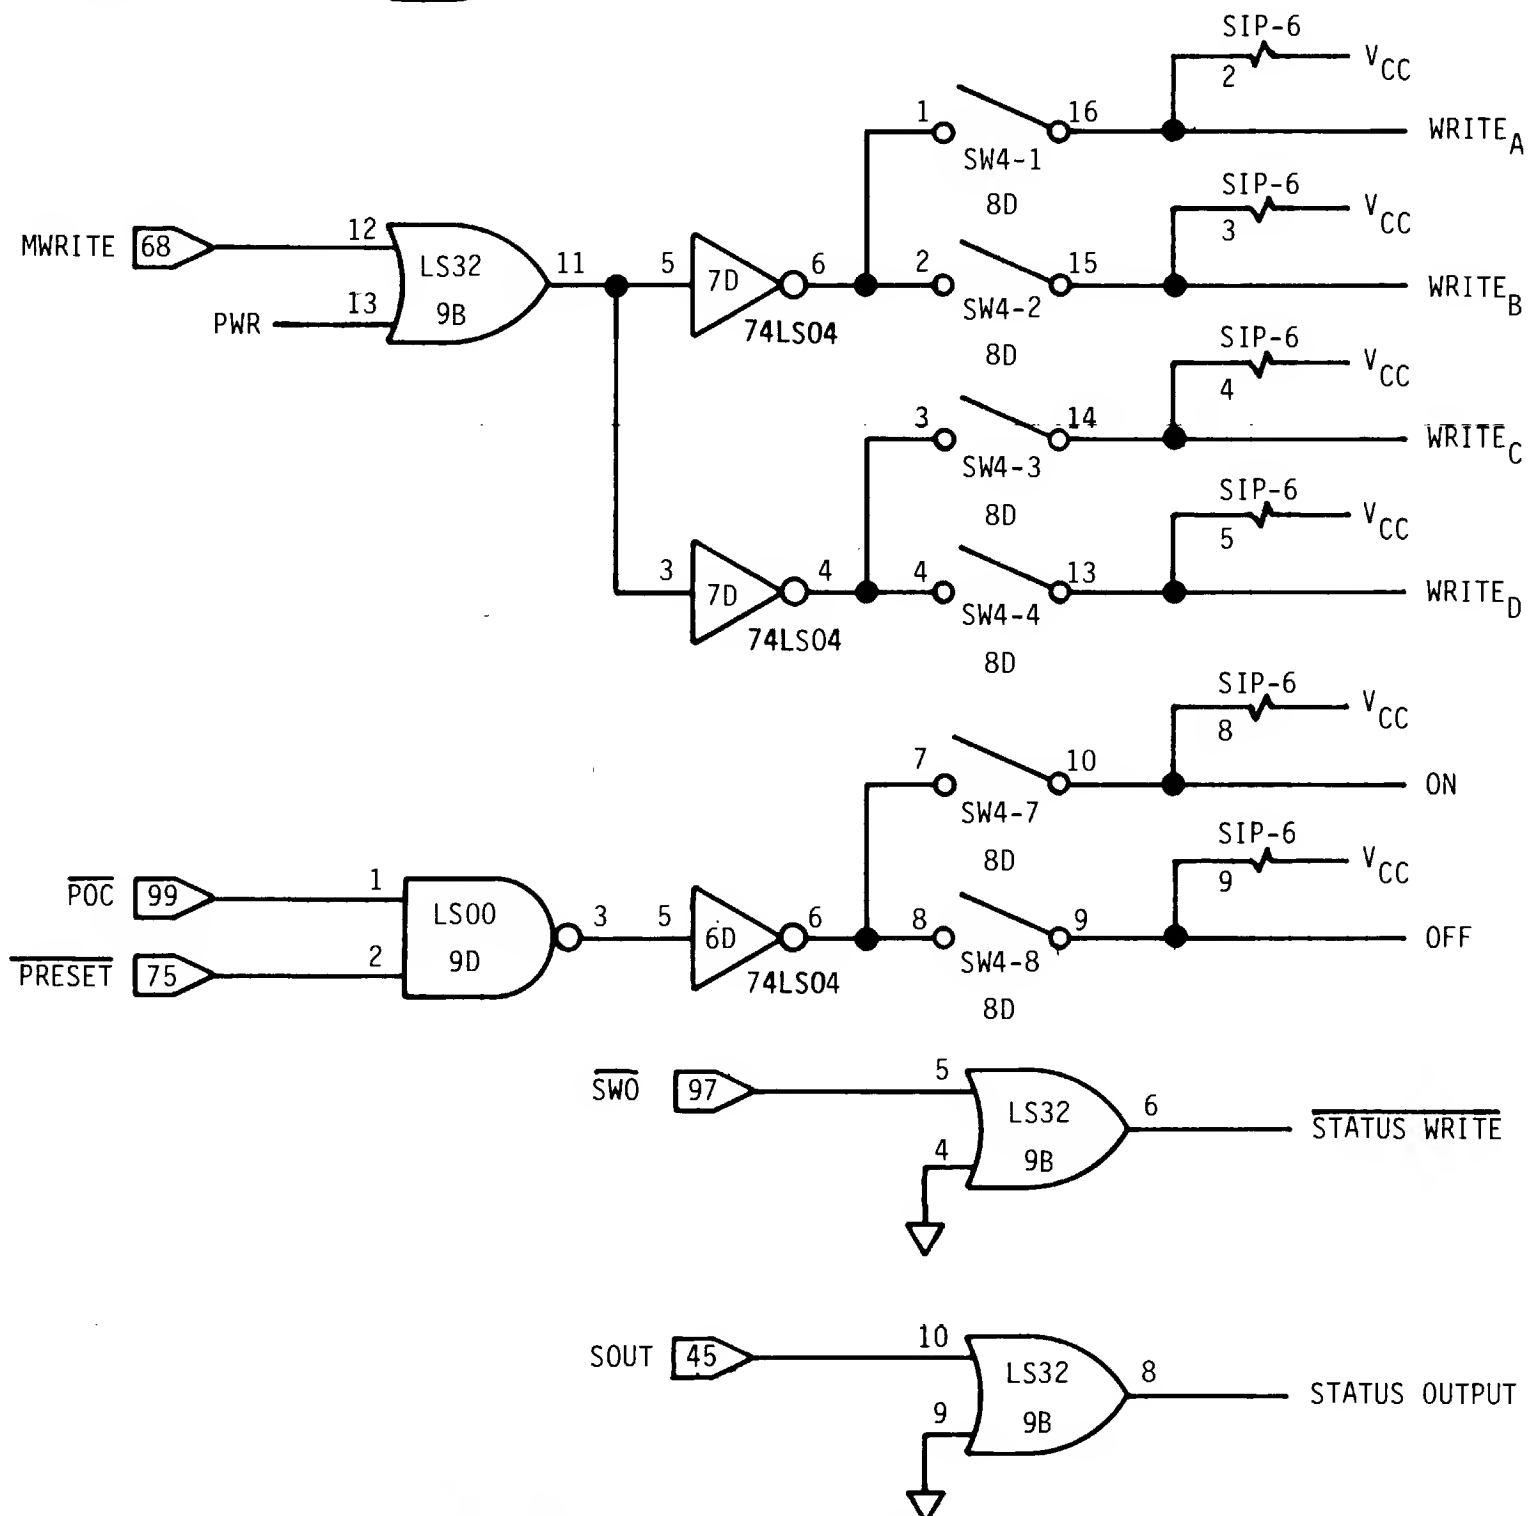 SIP-6
2 VCC
1 16 WRITEA
SW4-1
8D
SIP-6
3 VCC
MWRITE 68 12 LS32 11 5 7D 6 2 15 WRITEB
PWR 13 9B 74LS04 SW4-2
8D
SIP-6
4 VCC
3 14 WRITEC
SW4-3
8D
SIP-6
5 VCC
3 7D 4 4 13 WRITED
74LS04 SW4-4
8D
SIP-6
8 VCC
7 10 ON
SW4-7
8D
SIP-6
9 VCC
POC 99 1 LS00 3 5 6D 6 8 9 OFF
PRESET 75 2 9D 74LS04 SW4-8
8D
SWO 97 5 LS32 6 STATUS WRITE
4 9B
SOUT 45 10 LS32 8 STATUS OUTPUT
9 9B